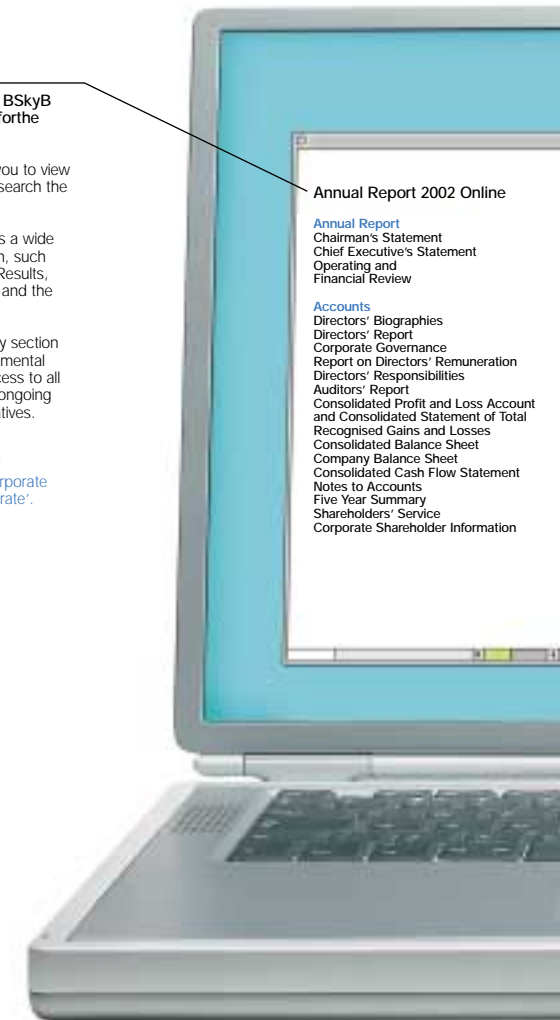 BSkyB
forthe
you to view
search the
s a wide
n, such
Results,
and the
y section
mental
cess to all
ongoing
tives.
rporate
rate’.
Annual Report 2002 Online
Annual Report
Chairman’s Statement
Chief Executive’s Statement
Operating and
Financial Review
Accounts
Directors’ Biographies
Directors’ Report
Corporate Governance
Report on Directors’ Remuneration
Directors’ Responsibilities
Auditors’ Report
Consolidated Profit and Loss Account
and Consolidated Statement of Total
Recognised Gains and Losses
Consolidated Balance Sheet
Company Balance Sheet
Consolidated Cash Flow Statement
Notes to Accounts
Five Year Summary
Shareholders’ Service
Corporate Shareholder Information